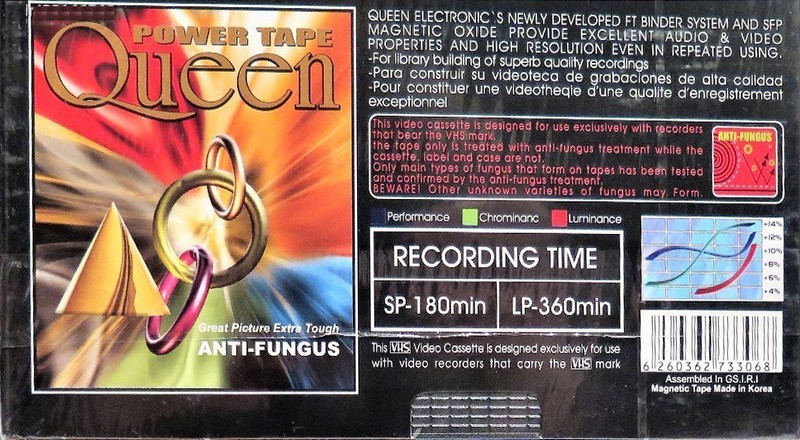 POWER TAPE
Queen
Great Picture Extra Tough
ANTI-FUNGUS
QUEEN ELECTRONIC`S NEWLY DEVELOPED FT BINDER SYSTEM AND SFP
MAGNETIC OXIDE PROVIDE EXCELLENT AUDIO & VIDEO
PROPERTIES AND HIGH RESOLUTION EVEN IN REPEATED USING.
-For library building of superb quality recordings
-Para construir su videoteca de grabaciones de alta calidad
-Pour constituer une videotheqie d'une qualite d'enregistrement
exceptionnel
This video cassette is designed for use exclusively with recorders
that bear the VHS mark.
the tape only is treated with anti-fungus treatment while the
cassette, label and case are not.
Only main types of fungus that form on tapes has been tested
and confirmed by the anti-fungus treatment.
BEWARE! Other unknown varieties of fungus may Form.
ANTI-FUNGUS
Performance
Chrominanc
Luminance
+14%
+12%
+10%
+8%
+6%
+4%
RECORDING TIME
SP-180min
LP-360min
This VHS Video Cassette is designed exclusively for use
with video recorders that carry the VHS mark
6 260362 733068
Assembled In GS.I.R.I
Magnetic Tape Made in Korea